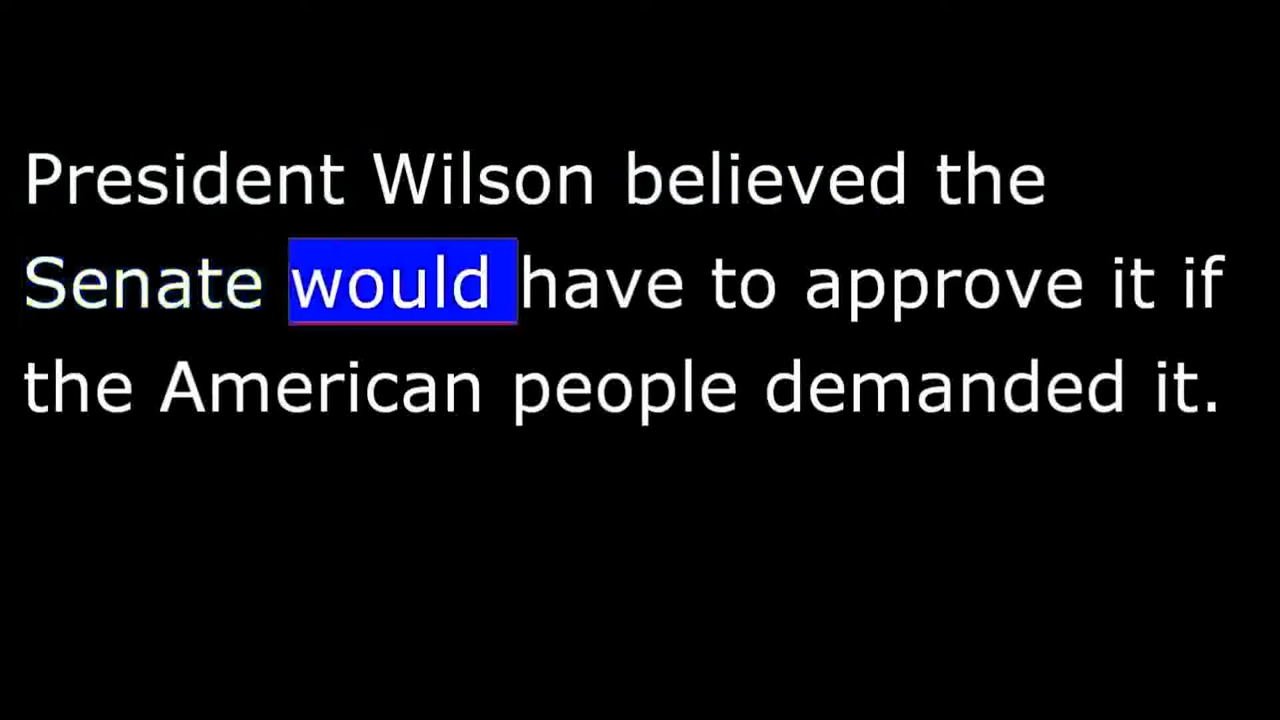 President Wilson believed the
Senate would have to approve it if
the American people demanded it.